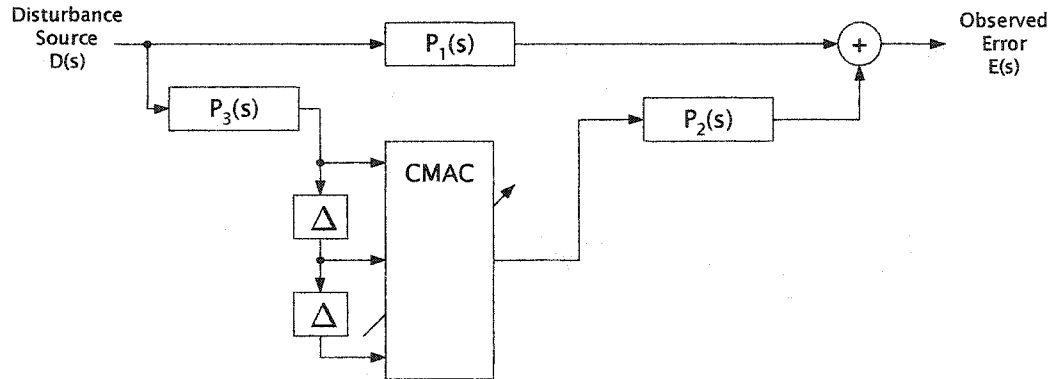 Disturbance
Source
D(s)
P₁(s)
+
Observed
Error
E(s)
P₃(s)
P₂(s)
CMAC
Δ
Δ